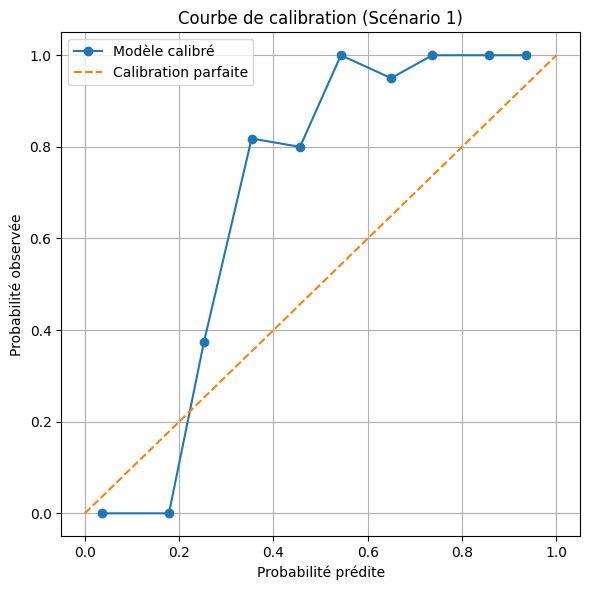 Courbe de calibration (Scénario 1)
Modèle calibré
Calibration parfaite
Probabilité observée
1.0
0.8
0.6
0.4
0.2
0.0
0.0 0.2 0.4 0.6 0.8 1.0
Probabilité prédite